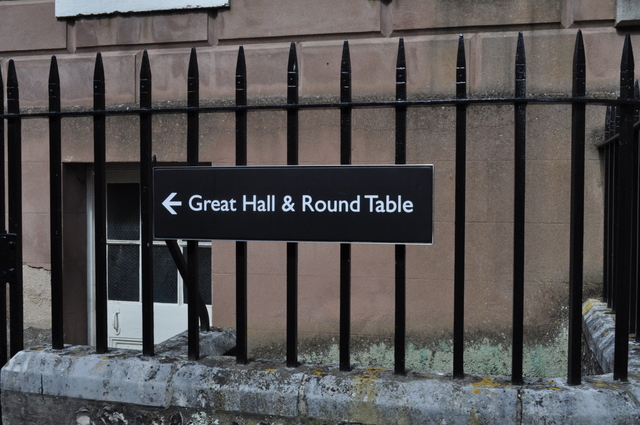 ← Great Hall & Round Table